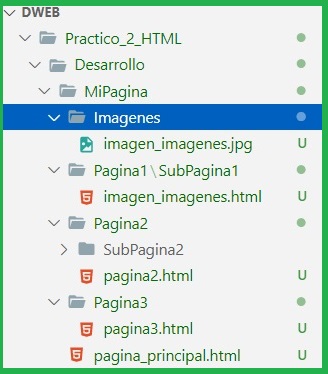 DWEB
Practico_2_HTML
Desarrollo
MiPagina
Imagenes
imagen_imagenes.jpg U
Pagina1\SubPagina1
imagen_imagenes.html U
Pagina2
SubPagina2
pagina2.html U
Pagina3
pagina3.html U
pagina_principal.html U